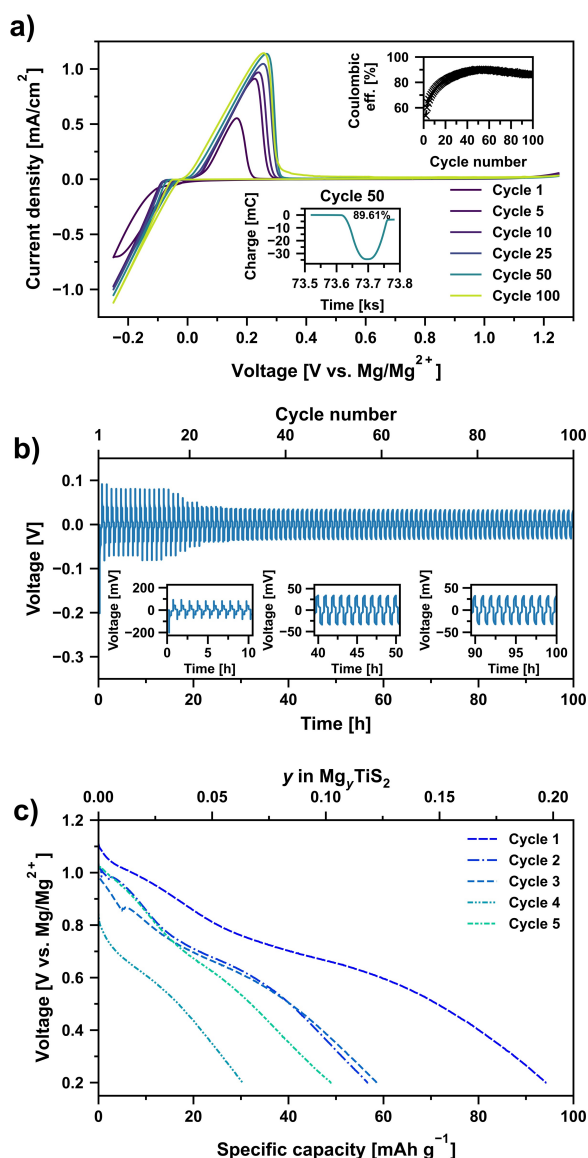 a)
Current density [mA/cm²]
1.0
0.5
0.0
−0.5
−1.0
−0.2
0.0
0.2
0.4
0.6
0.8
1.0
1.2
Voltage [V vs. Mg/Mg²⁺]
Coulombic
eff. [%]
100
80
60
0
20
40
60
80
100
Cycle number
Cycle 50
89.61%
Charge [mC]
0
−10
−20
−30
73.5
73.6
73.7
73.8
Time [ks]
Cycle 1
Cycle 5
Cycle 10
Cycle 25
Cycle 50
Cycle 100
b)
Cycle number
1
20
40
60
80
100
Voltage [V]
0.1
0.0
−0.1
−0.2
−0.3
0
20
40
60
80
100
Time [h]
Voltage [mV]
200
0
−200
0
5
10
Time [h]
Voltage [mV]
50
0
−50
40
45
50
Time [h]
Voltage [mV]
50
0
−50
90
95
100
Time [h]
c)
y in MgyTiS₂
0.00
0.05
0.10
0.15
0.20
Voltage [V vs. Mg/Mg²⁺]
1.2
1.0
0.8
0.6
0.4
0.2
0
20
40
60
80
100
Specific capacity [mAh g⁻¹]
Cycle 1
Cycle 2
Cycle 3
Cycle 4
Cycle 5